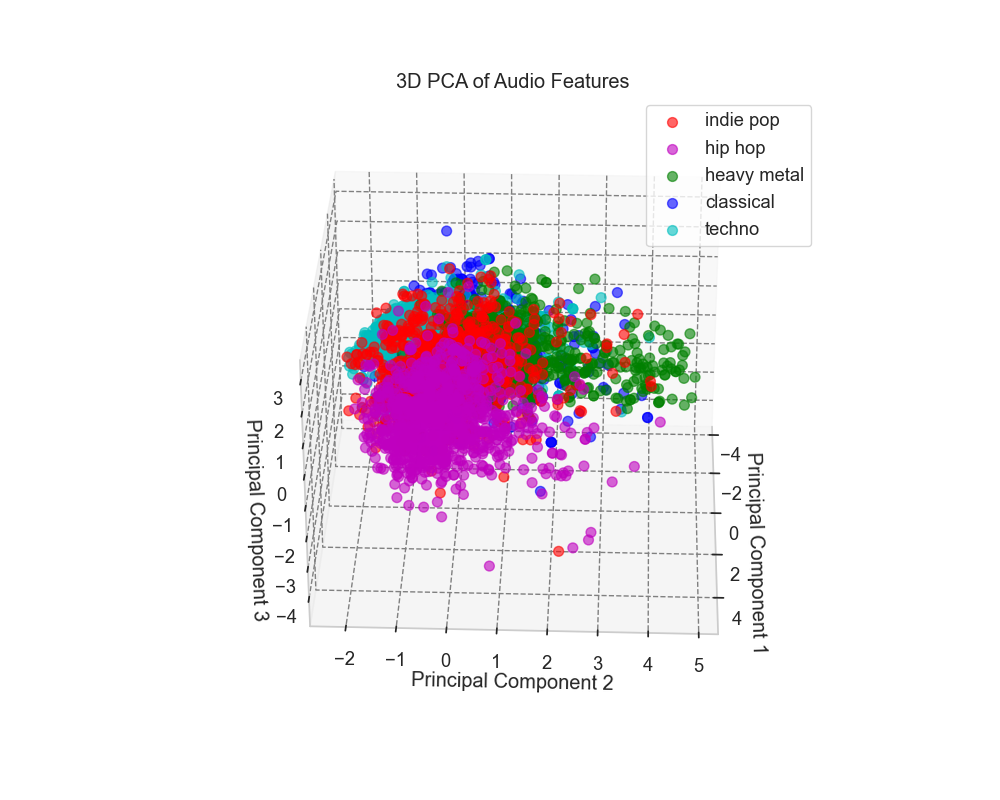 3D PCA of Audio Features
indie pop
hip hop
heavy metal
classical
techno
3
2
1
0
−1
−2
−3
−4
Principal Component 3
−4
−2
0
2
4
Principal Component 1
−2
−1
0
1
2
3
4
5
Principal Component 2